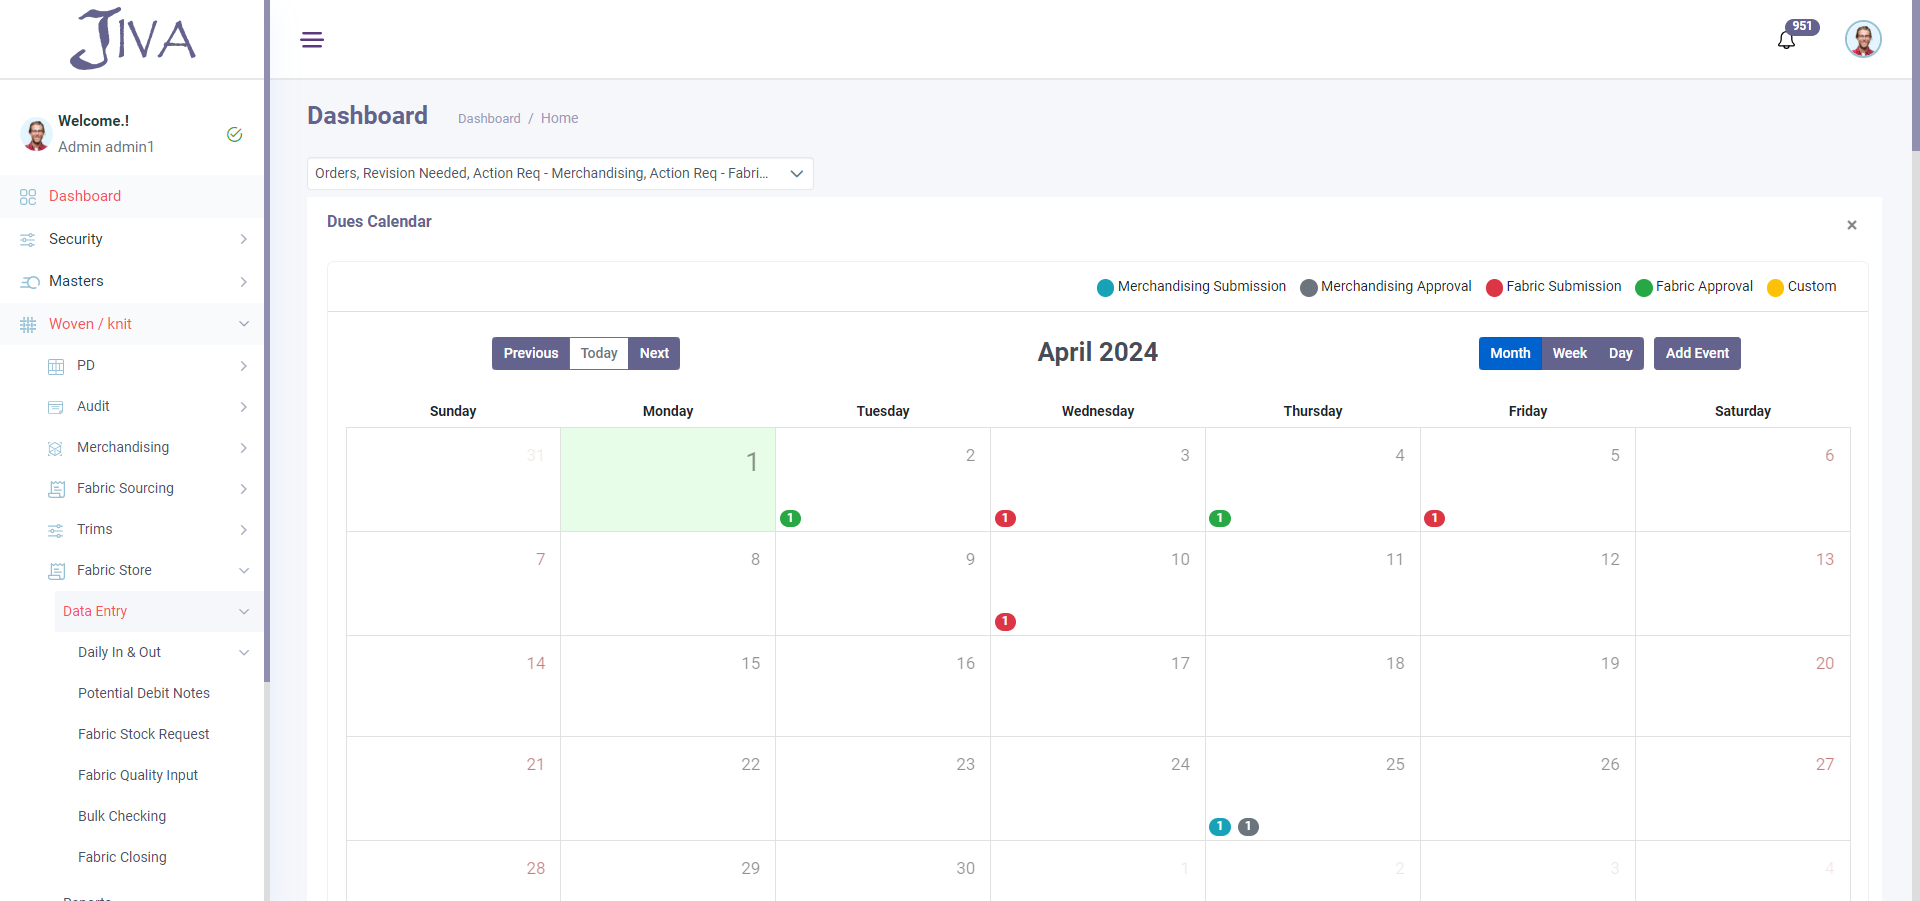 JIVA
951
Welcome.!
Admin admin1
Dashboard
Security
Masters
Woven / knit
PD
Audit
Merchandising
Fabric Sourcing
Trims
Fabric Store
Data Entry
Daily In & Out
Potential Debit Notes
Fabric Stock Request
Fabric Quality Input
Bulk Checking
Fabric Closing
Reports
Dashboard
Dashboard / Home
Orders, Revision Needed, Action Req - Merchandising, Action Req - Fabri...
Dues Calendar
×
Merchandising Submission Merchandising Approval Fabric Submission Fabric Approval Custom
Previous Today Next
April 2024
Month Week Day Add Event
Sunday Monday Tuesday Wednesday Thursday Friday Saturday
31 1 2 3 4 5 6
1 1 1 1
7 8 9 10 11 12 13
1
14 15 16 17 18 19 20
21 22 23 24 25 26 27
1 1
28 29 30 1 2 3 4